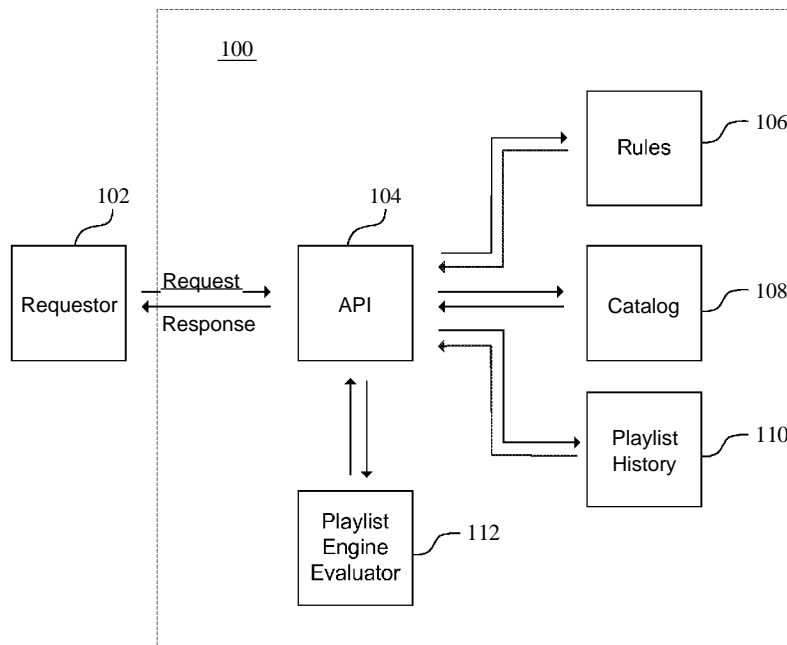 100
106
Rules
102
104
Requestor
Request
Response
API
Catalog
108
Playlist
History
110
Playlist
Engine
Evaluator
112